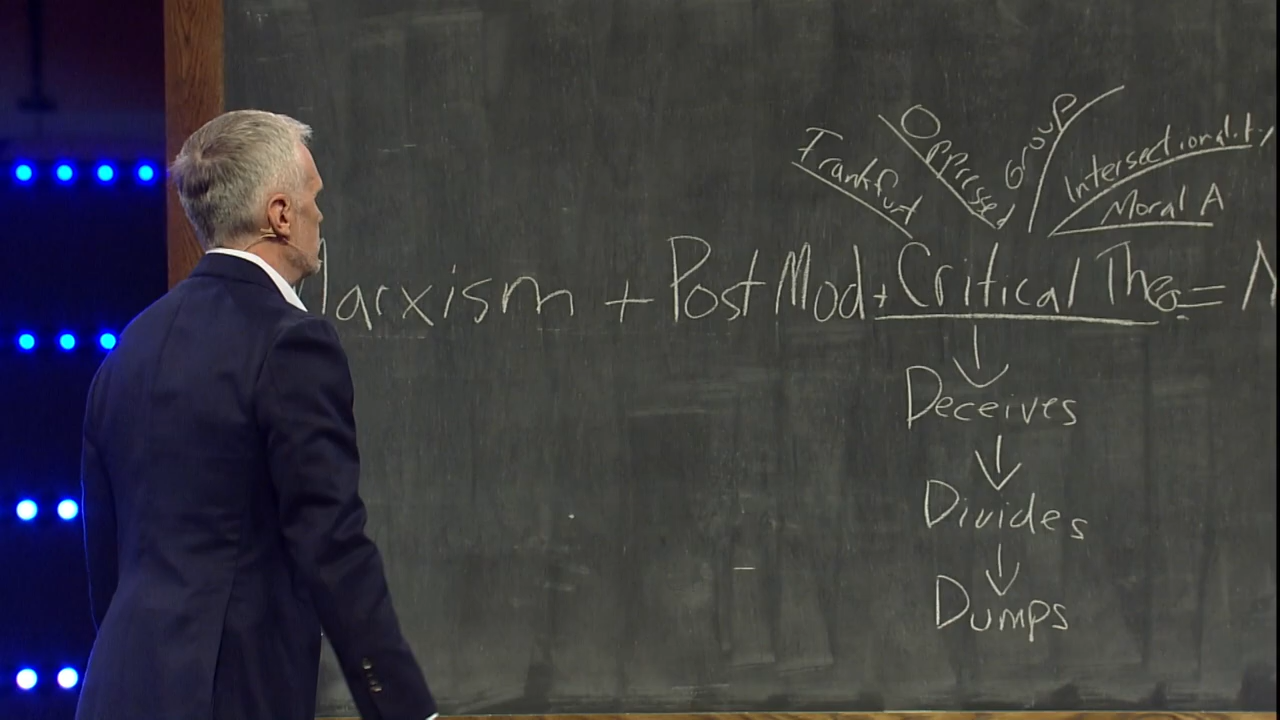 Frankfurt
Oppressed
Group
Intersectionality
Moral A
Marxism + Post Mod + Critical Theo. =
Deceives
Divides
Dumps